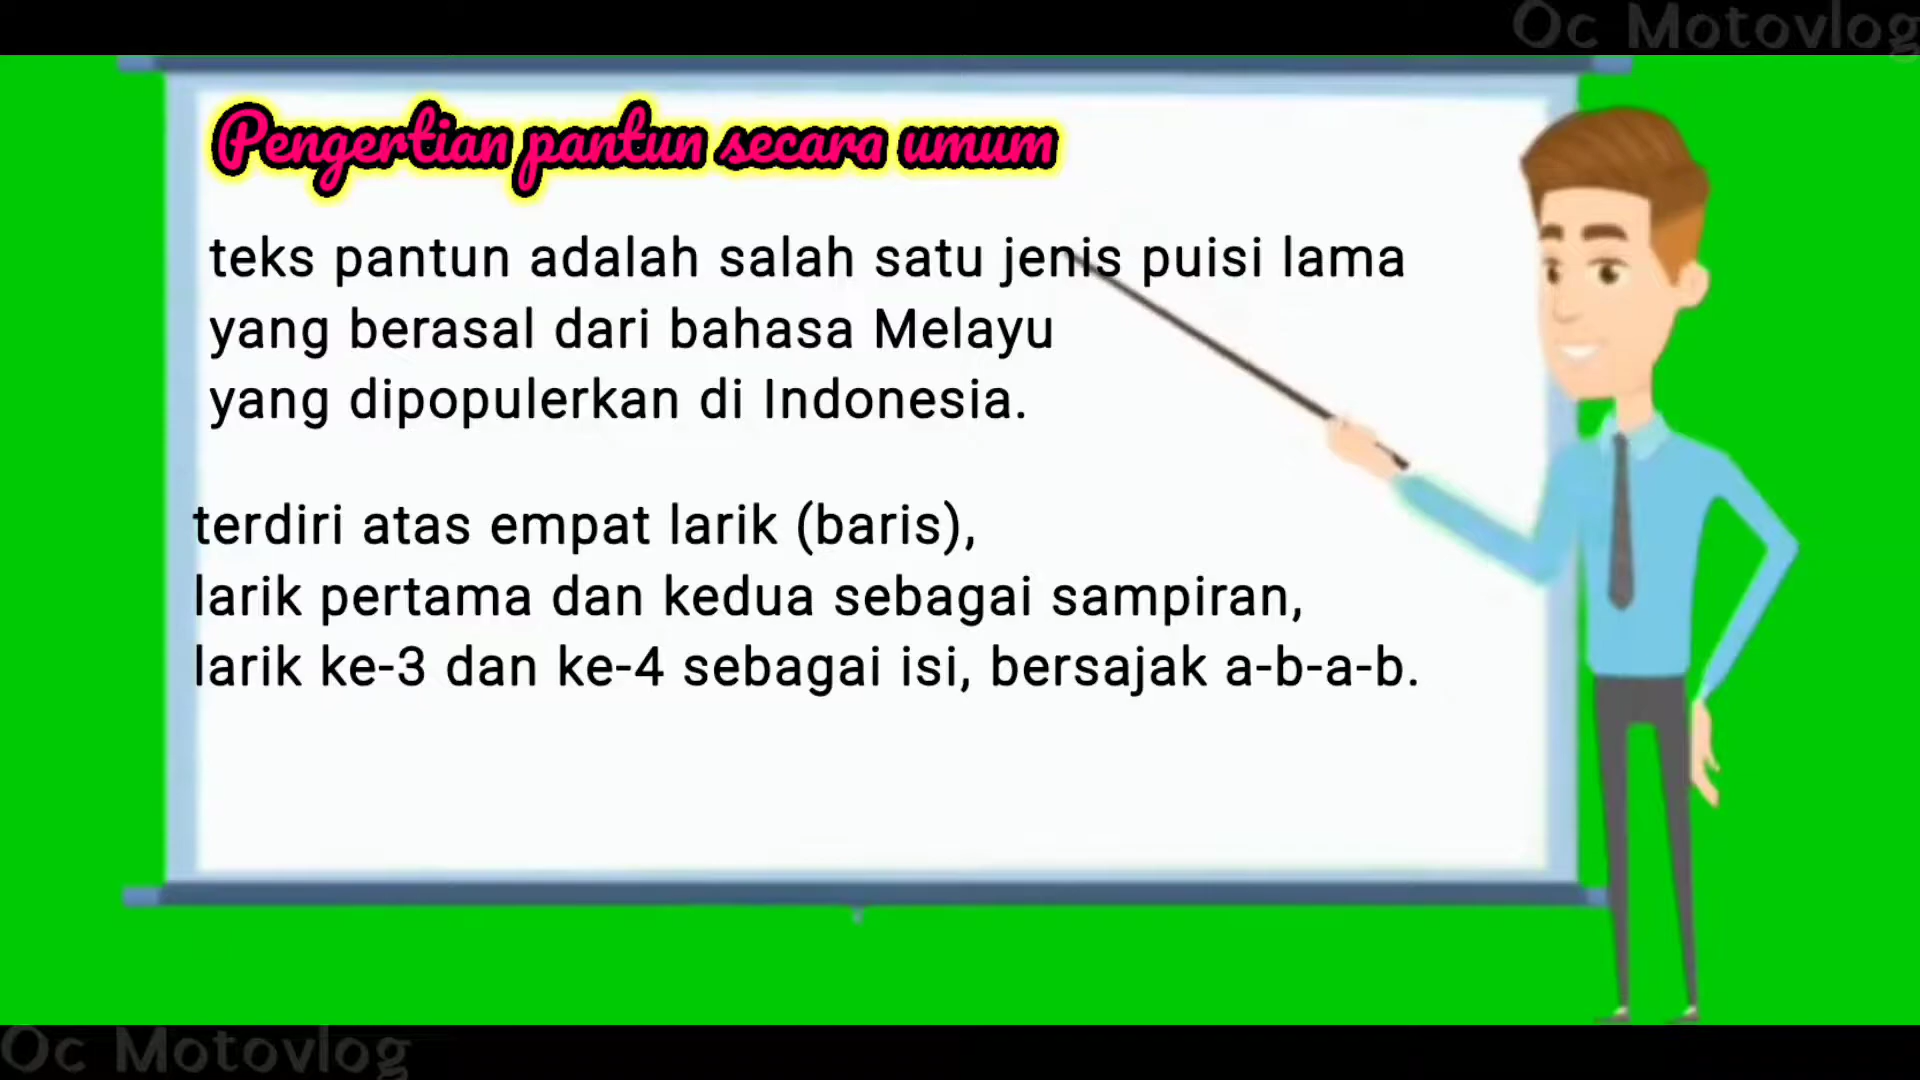 Oc Motovlog
Pengertian pantun secara umum
teks pantun adalah salah satu jenis puisi lama
yang berasal dari bahasa Melayu
yang dipopulerkan di Indonesia.
terdiri atas empat larik (baris),
larik pertama dan kedua sebagai sampiran,
larik ke-3 dan ke-4 sebagai isi, bersajak a-b-a-b.
Oc Motovlog